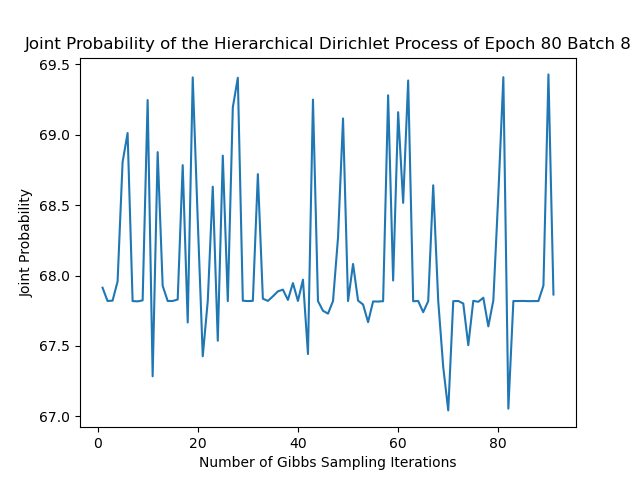 Joint Probability of the Hierarchical Dirichlet Process of Epoch 80 Batch 8
69.5
69.0
68.5
68.0
67.5
67.0
Joint Probability
0 20 40 60 80
Number of Gibbs Sampling Iterations